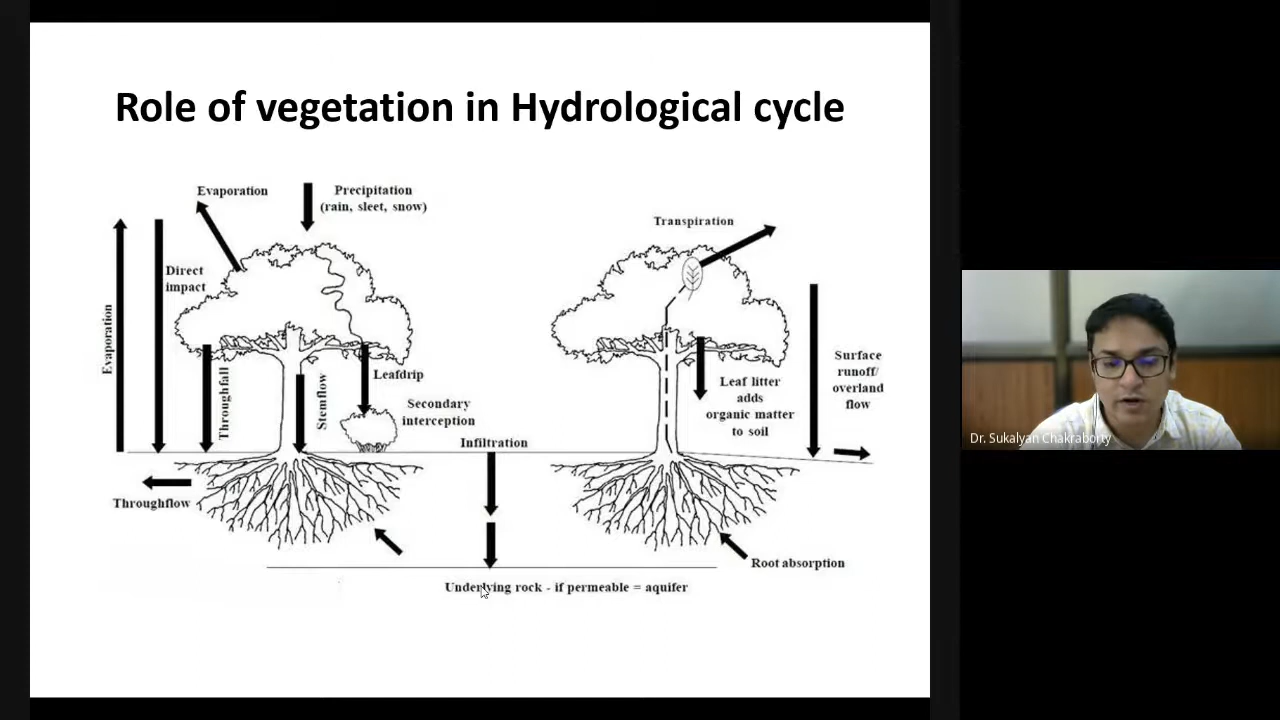 Role of vegetation in Hydrological cycle
Evaporation
Precipitation
(rain, sleet, snow)
Direct
impact
Evaporation
Throughfall
Stemflow
Leafdrip
Secondary
interception
Infiltration
Throughflow
Transpiration
Leaf litter
adds
organic matter
to soil
Surface
runoff/
overland
flow
Root absorption
Underlying rock - if permeable = aquifer
Dr. Sukalyan Chakraborty